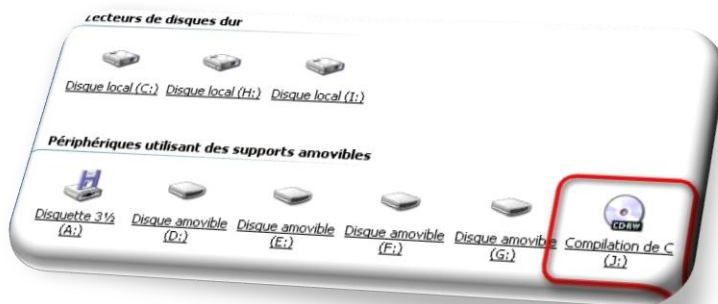 Lecteurs de disques dur
Disque local (C:) Disque local (H:) Disque local (I:)
Périphériques utilisant des supports amovibles
Disquette 3½ (A:)
Disque amovible (D:)
Disque amovible (E:)
Disque amovible (F:)
Disque amovible (G:)
CD-RW
Compilation de C (J:)